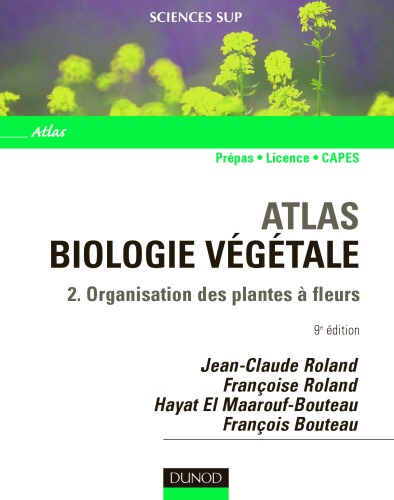 SCIENCES SUP
Atlas
Prépas • Licence • CAPES
ATLAS
BIOLOGIE VÉGÉTALE
2. Organisation des plantes à fleurs
9e édition
Jean-Claude Roland
Françoise Roland
Hayat El Maarouf-Bouteau
François Bouteau
DUNOD